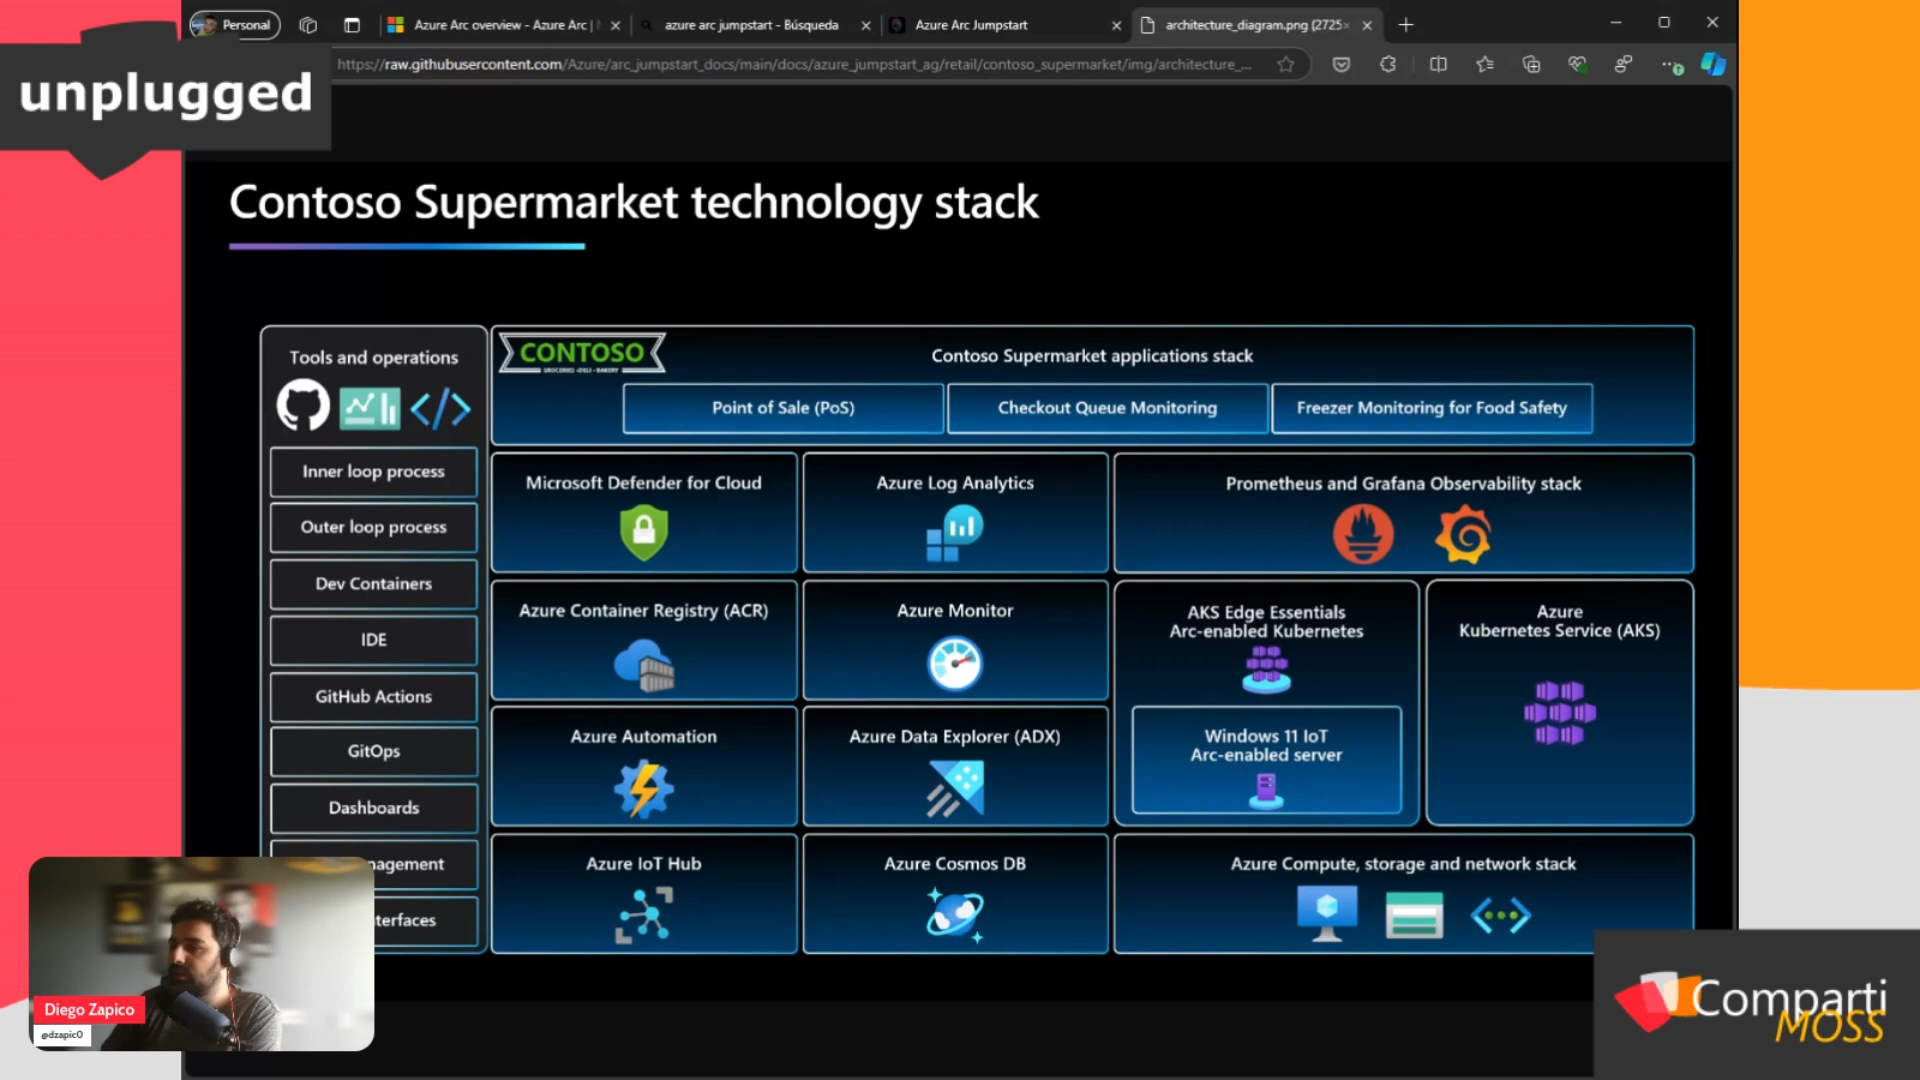 Personal
Azure Arc overview - Azure Arc |
azure arc jumpstart - Búsqueda
Azure Arc Jumpstart
architecture_diagram.png (2725×
https://raw.githubusercontent.com/Azure/arc_jumpstart_docs/main/docs/azure_jumpstart_ag/retail/contoso_supermarket/img/architecture_...
unplugged
Contoso Supermarket technology stack
Tools and operations
Inner loop process
Outer loop process
Dev Containers
IDE
GitHub Actions
GitOps
Dashboards
nagement
terfaces
CONTOSO
GROCERIES • DELI • BAKERY
Contoso Supermarket applications stack
Point of Sale (PoS)
Checkout Queue Monitoring
Freezer Monitoring for Food Safety
Microsoft Defender for Cloud
Azure Log Analytics
Prometheus and Grafana Observability stack
Azure Container Registry (ACR)
Azure Monitor
AKS Edge Essentials
Arc-enabled Kubernetes
Azure
Kubernetes Service (AKS)
Azure Automation
Azure Data Explorer (ADX)
Windows 11 IoT
Arc-enabled server
Azure IoT Hub
Azure Cosmos DB
Azure Compute, storage and network stack
Diego Zapico
@dzapic0
Comparti
MOSS